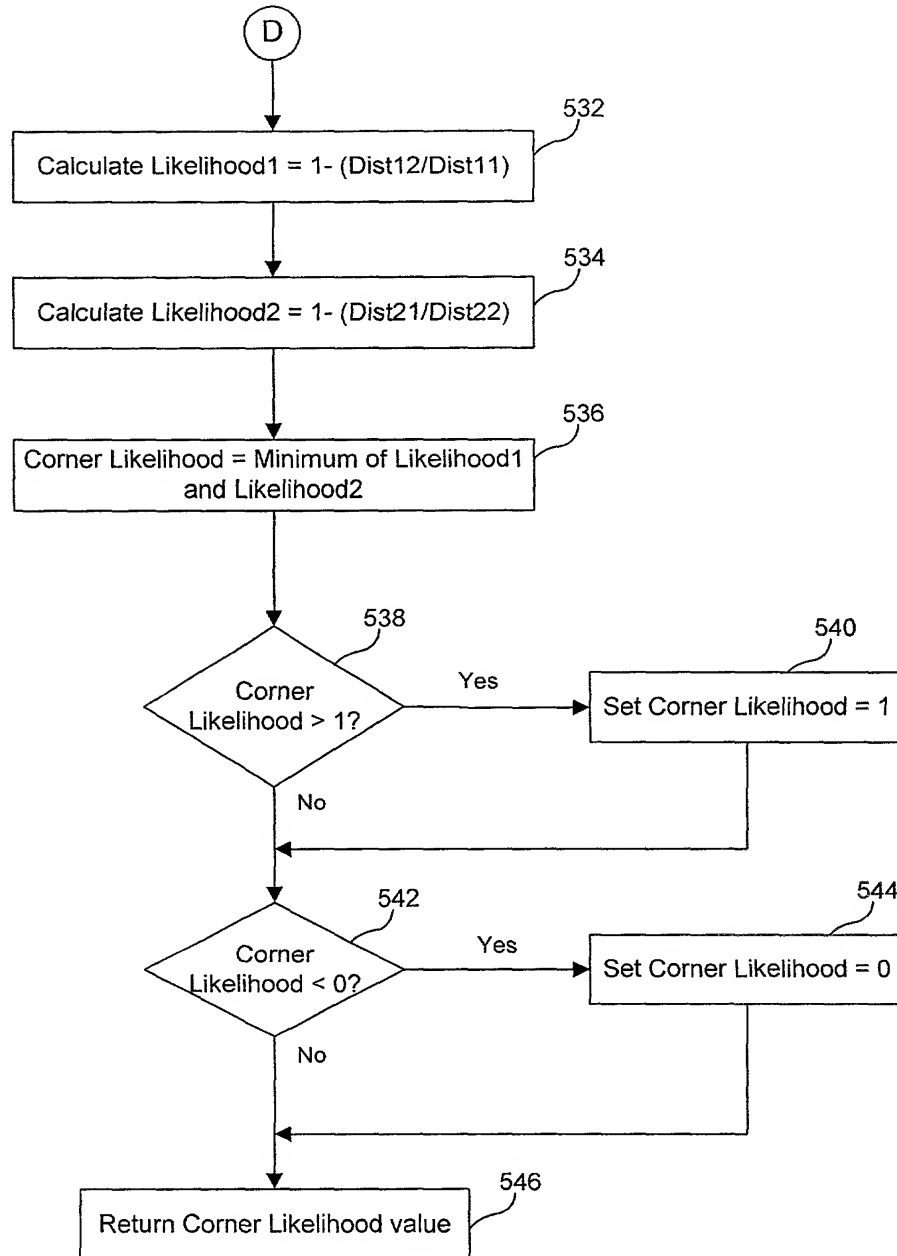 D
532
Calculate Likelihood1 = 1- (Dist12/Dist11)
534
Calculate Likelihood2 = 1- (Dist21/Dist22)
536
Corner Likelihood = Minimum of Likelihood1
and Likelihood2
538
Corner
Likelihood > 1?
Yes
540
Set Corner Likelihood = 1
No
542
Corner
Likelihood < 0?
Yes
544
Set Corner Likelihood = 0
No
546
Return Corner Likelihood value